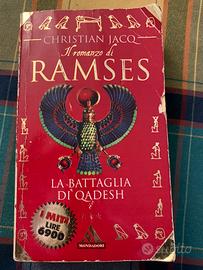 CHRISTIAN JACQ
Il romanzo di
RAMSES
LA BATTAGLIA
DI QADESH
I MITI
LIRE
6900
MONDADORI
subito